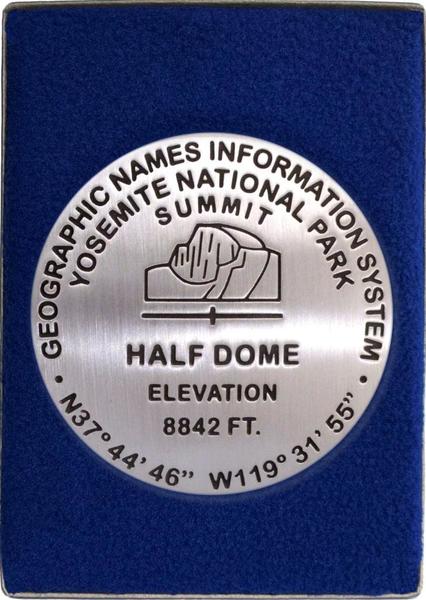 • GEOGRAPHIC NAMES INFORMATION SYSTEM •
YOSEMITE NATIONAL PARK
SUMMIT
HALF DOME
ELEVATION
8842 FT.
N37° 44' 46" W119° 31' 55"